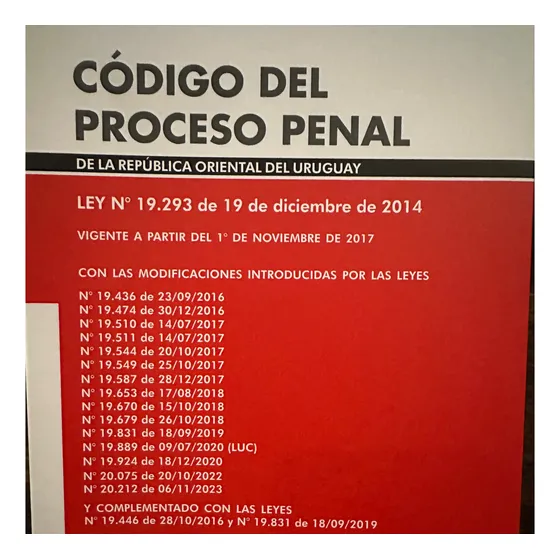 CÓDIGO DEL
PROCESO PENAL
DE LA REPÚBLICA ORIENTAL DEL URUGUAY
LEY N° 19.293 de 19 de diciembre de 2014
VIGENTE A PARTIR DEL 1° DE NOVIEMBRE DE 2017
CON LAS MODIFICACIONES INTRODUCIDAS POR LAS LEYES
N° 19.436 de 23/09/2016
N° 19.474 de 30/12/2016
N° 19.510 de 14/07/2017
N° 19.511 de 14/07/2017
N° 19.544 de 20/10/2017
N° 19.549 de 25/10/2017
N° 19.587 de 28/12/2017
N° 19.653 de 17/08/2018
N° 19.670 de 15/10/2018
N° 19.679 de 26/10/2018
N° 19.831 de 18/09/2019
N° 19.889 de 09/07/2020 (LUC)
N° 19.924 de 18/12/2020
N° 20.075 de 20/10/2022
N° 20.212 de 06/11/2023
Y COMPLEMENTADO CON LAS LEYES
N° 19.446 de 28/10/2016 y N° 19.831 de 18/09/2019